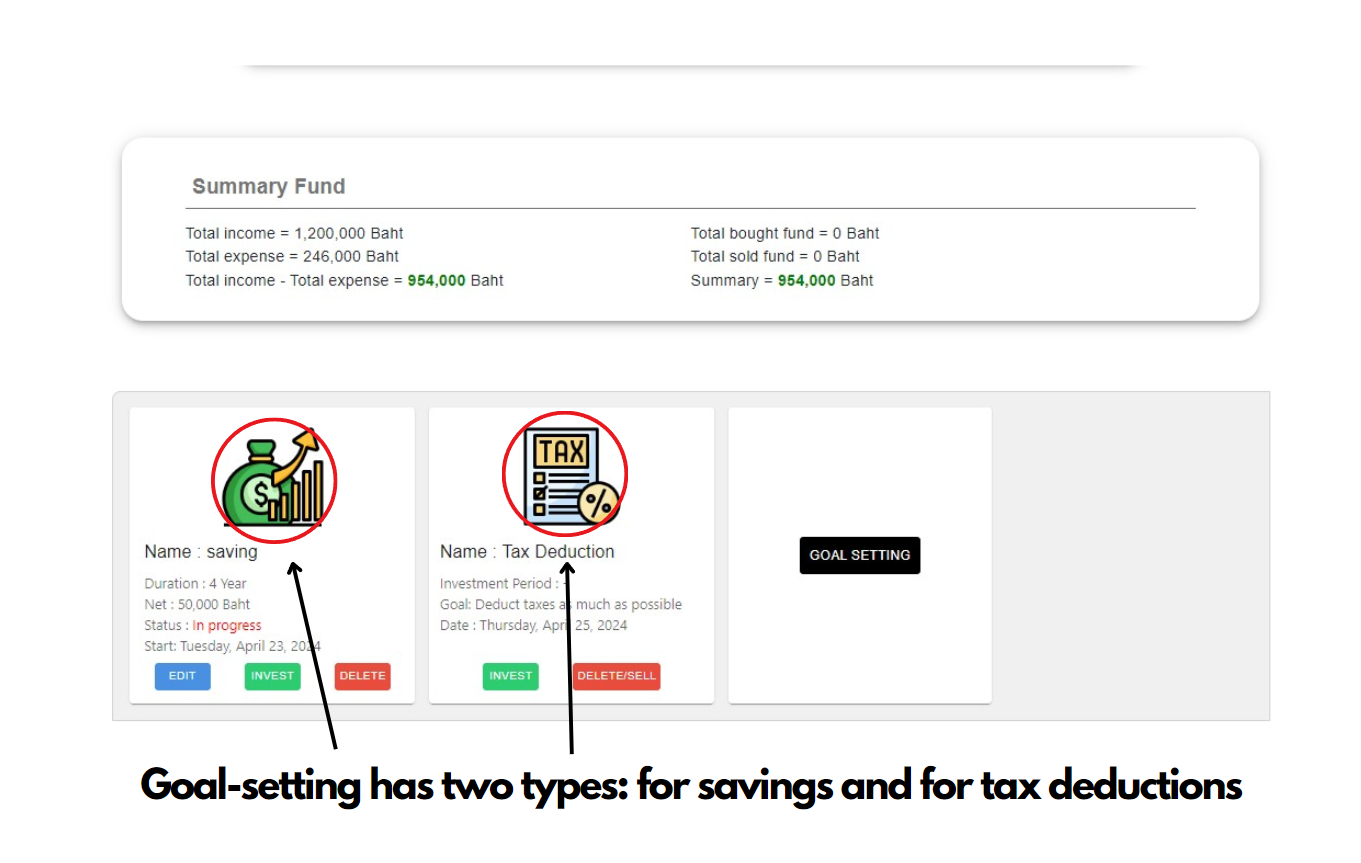 Summary Fund
Total income = 1,200,000 Baht
Total expense = 246,000 Baht
Total income - Total expense = 954,000 Baht
Total bought fund = 0 Baht
Total sold fund = 0 Baht
Summary = 954,000 Baht
$
Name : saving
Duration : 4 Year
Net : 50,000 Baht
Status : In progress
Start: Tuesday, April 23, 2024
EDIT
INVEST
DELETE
TAX
%
Name : Tax Deduction
Investment Period : -
Goal: Deduct taxes as much as possible
Date : Thursday, April 25, 2024
INVEST
DELETE/SELL
GOAL SETTING
Goal-setting has two types: for savings and for tax deductions